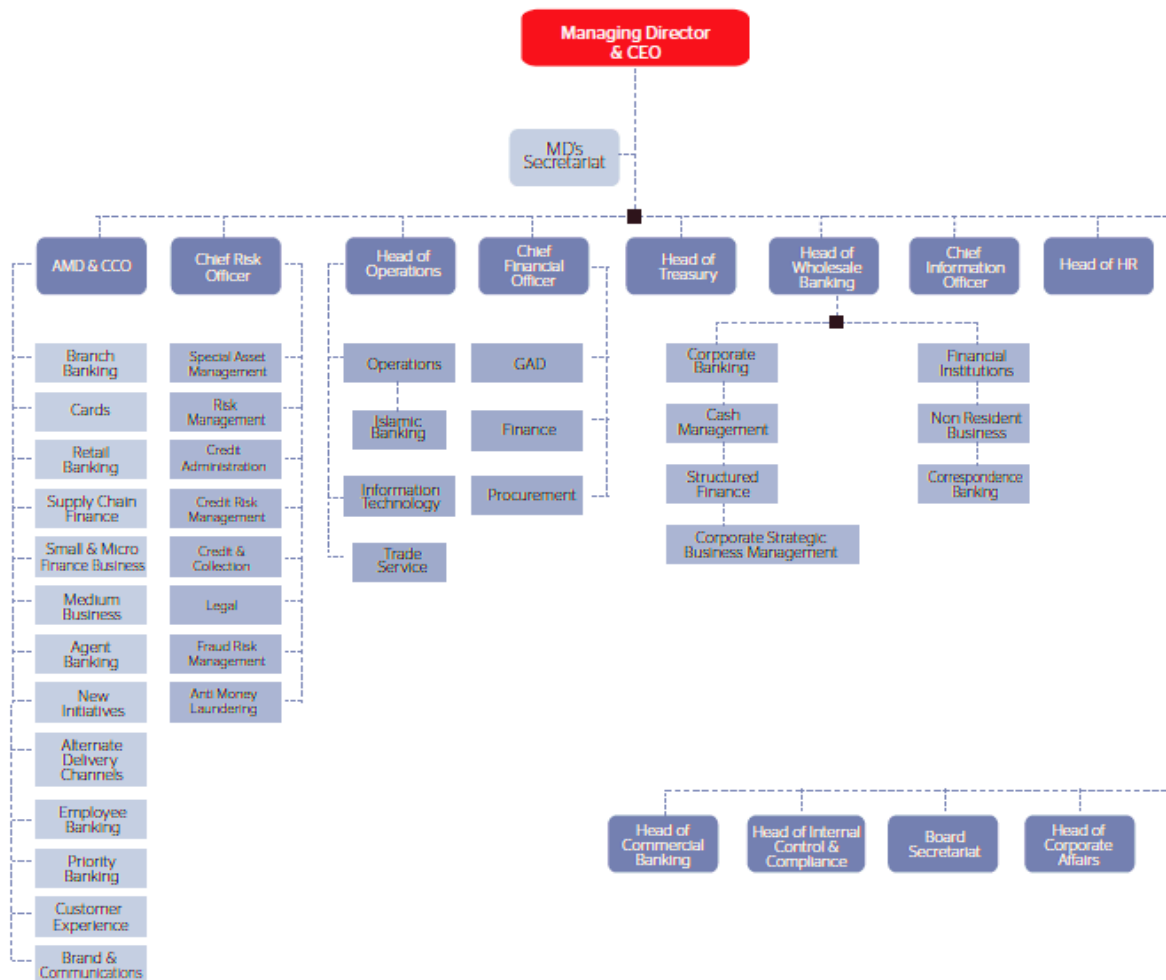 Managing Director
& CEO
MD's
Secretariat
AMD & CCO
Chief Risk
Officer
Head of
Operations
Chief
Financial
Officer
Head of
Treasury
Head of
Wholesale
Banking
Chief
Information
Officer
Head of HR
Branch
Banking
Cards
Retail
Banking
Supply Chain
Finance
Small & Micro
Finance Business
Medium
Business
Agent
Banking
New
Initiatives
Alternate
Delivery
Channels
Employee
Banking
Priority
Banking
Customer
Experience
Brand &
Communications
Special Asset
Management
Risk
Management
Credit
Administration
Credit Risk
Management
Credit &
Collection
Legal
Fraud Risk
Management
Anti Money
Laundering
Operations
Islamic
Banking
Information
Technology
Trade
Service
GAD
Finance
Procurement
Corporate
Banking
Cash
Management
Structured
Finance
Corporate Strategic
Business Management
Financial
Institutions
Non Resident
Business
Correspondence
Banking
Head of
Commercial
Banking
Head of Internal
Control &
Compliance
Board
Secretariat
Head of
Corporate
Affairs